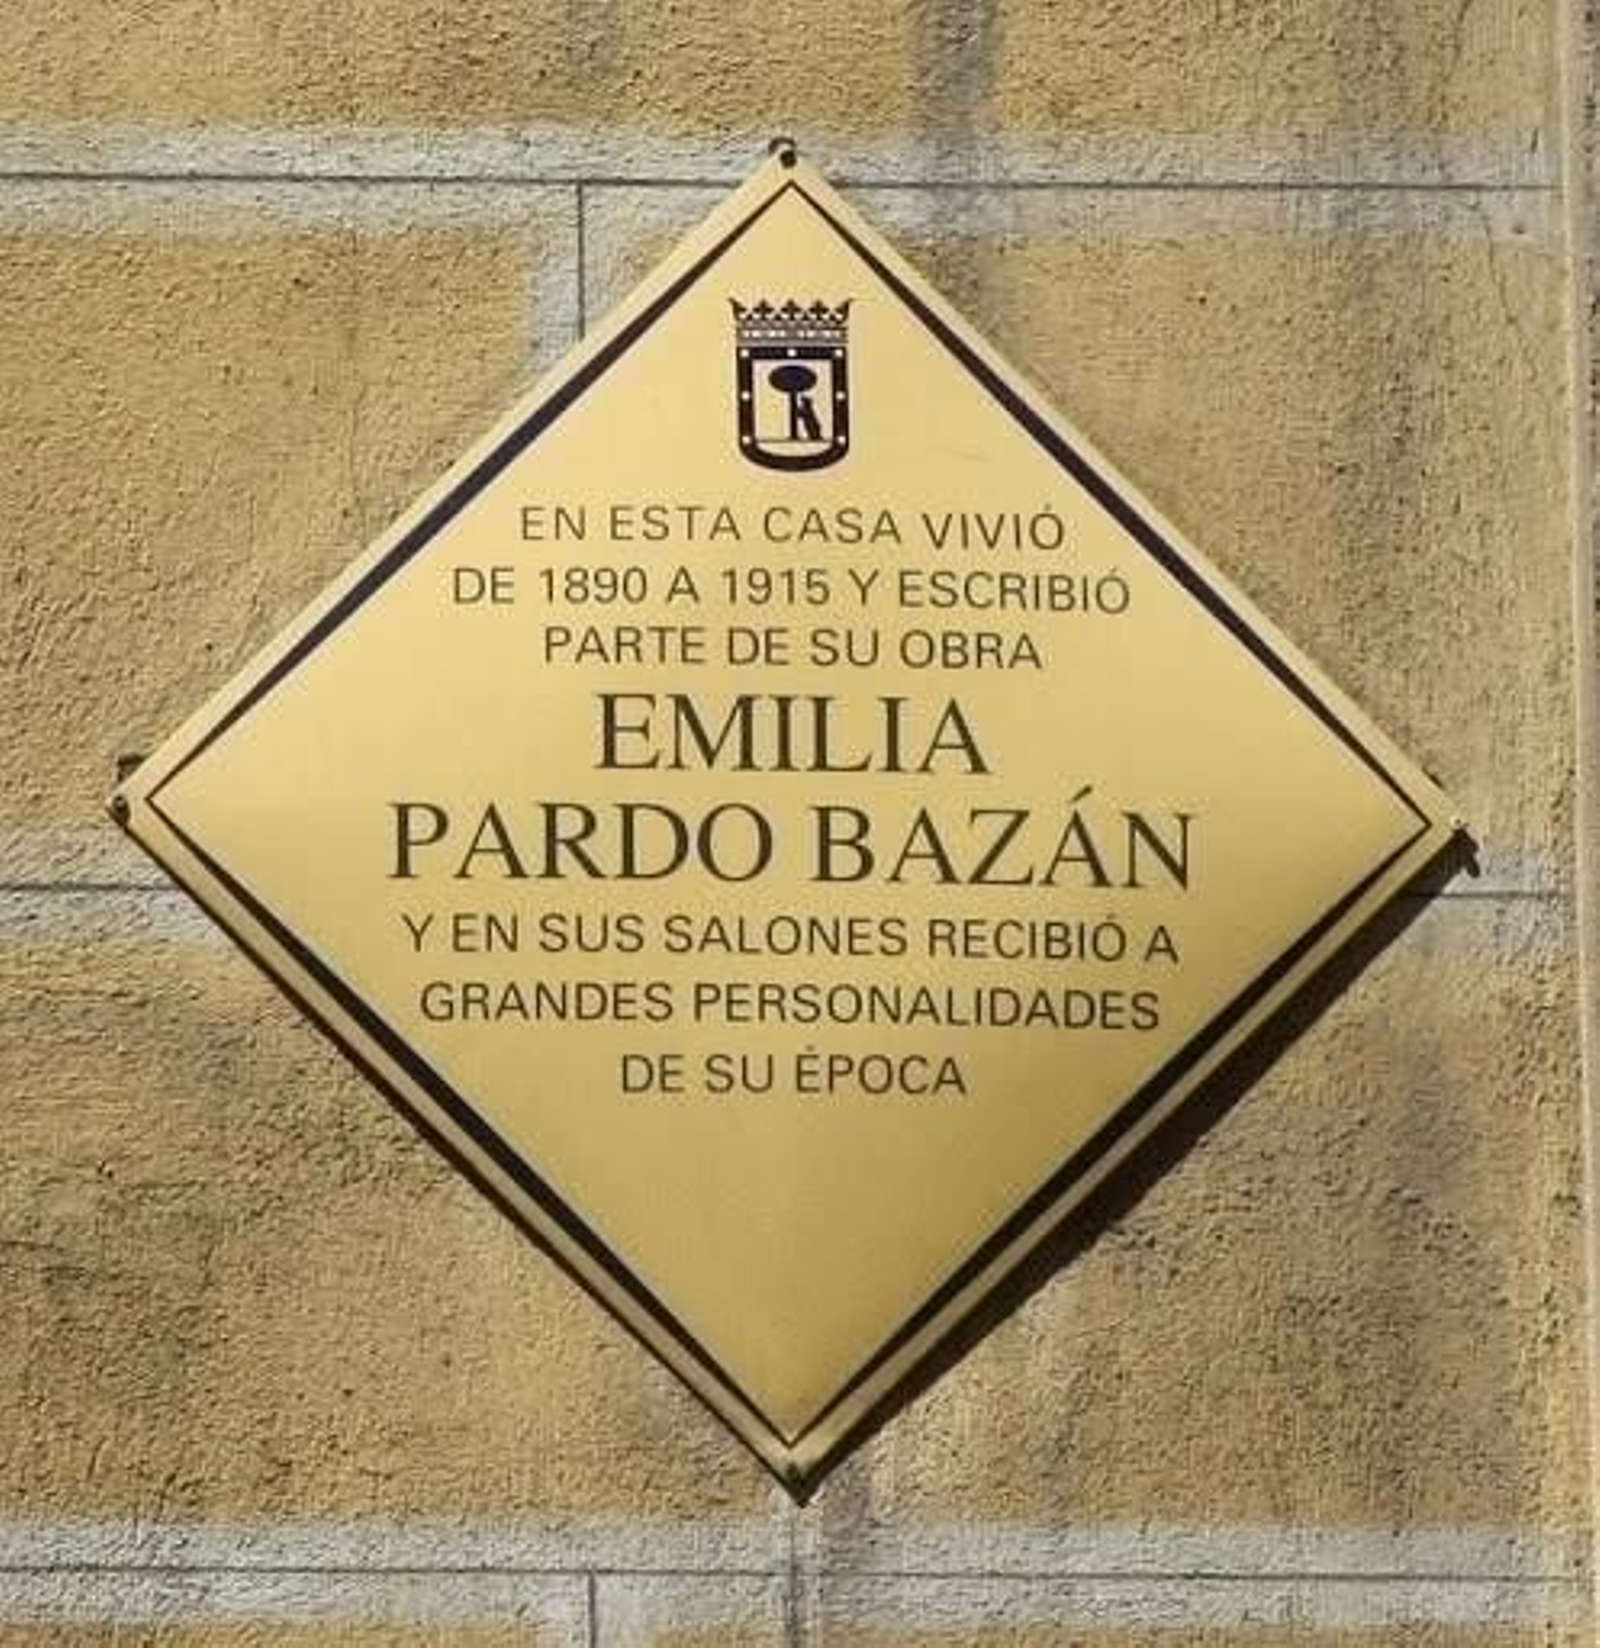 EN ESTA CASA VIVIÓ
DE 1890 A 1915 Y ESCRIBIÓ
PARTE DE SU OBRA
EMILIA
PARDO BAZÁN
Y EN SUS SALONES RECIBIÓ A
GRANDES PERSONALIDADES
DE SU ÉPOCA